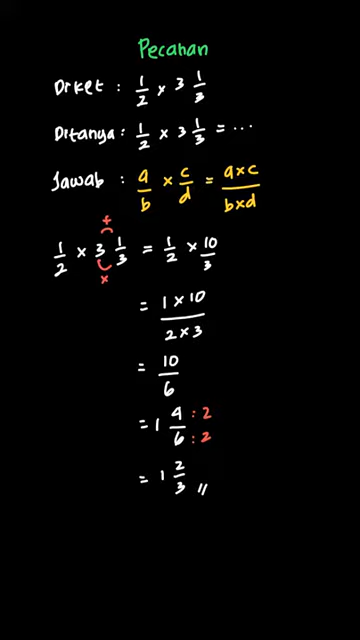 Pecahan
Diket : 1/2 × 3 1/3
Ditanya : 1/2 × 3 1/3 = ...
Jawab : a/b × c/d = a×c/b×d
+
1/2 × 3 1/3 = 1/2 × 10/3
×
= 1 × 10/2 × 3
= 10/6
= 1 4/6 : 2 : 2
= 1 2/3 //